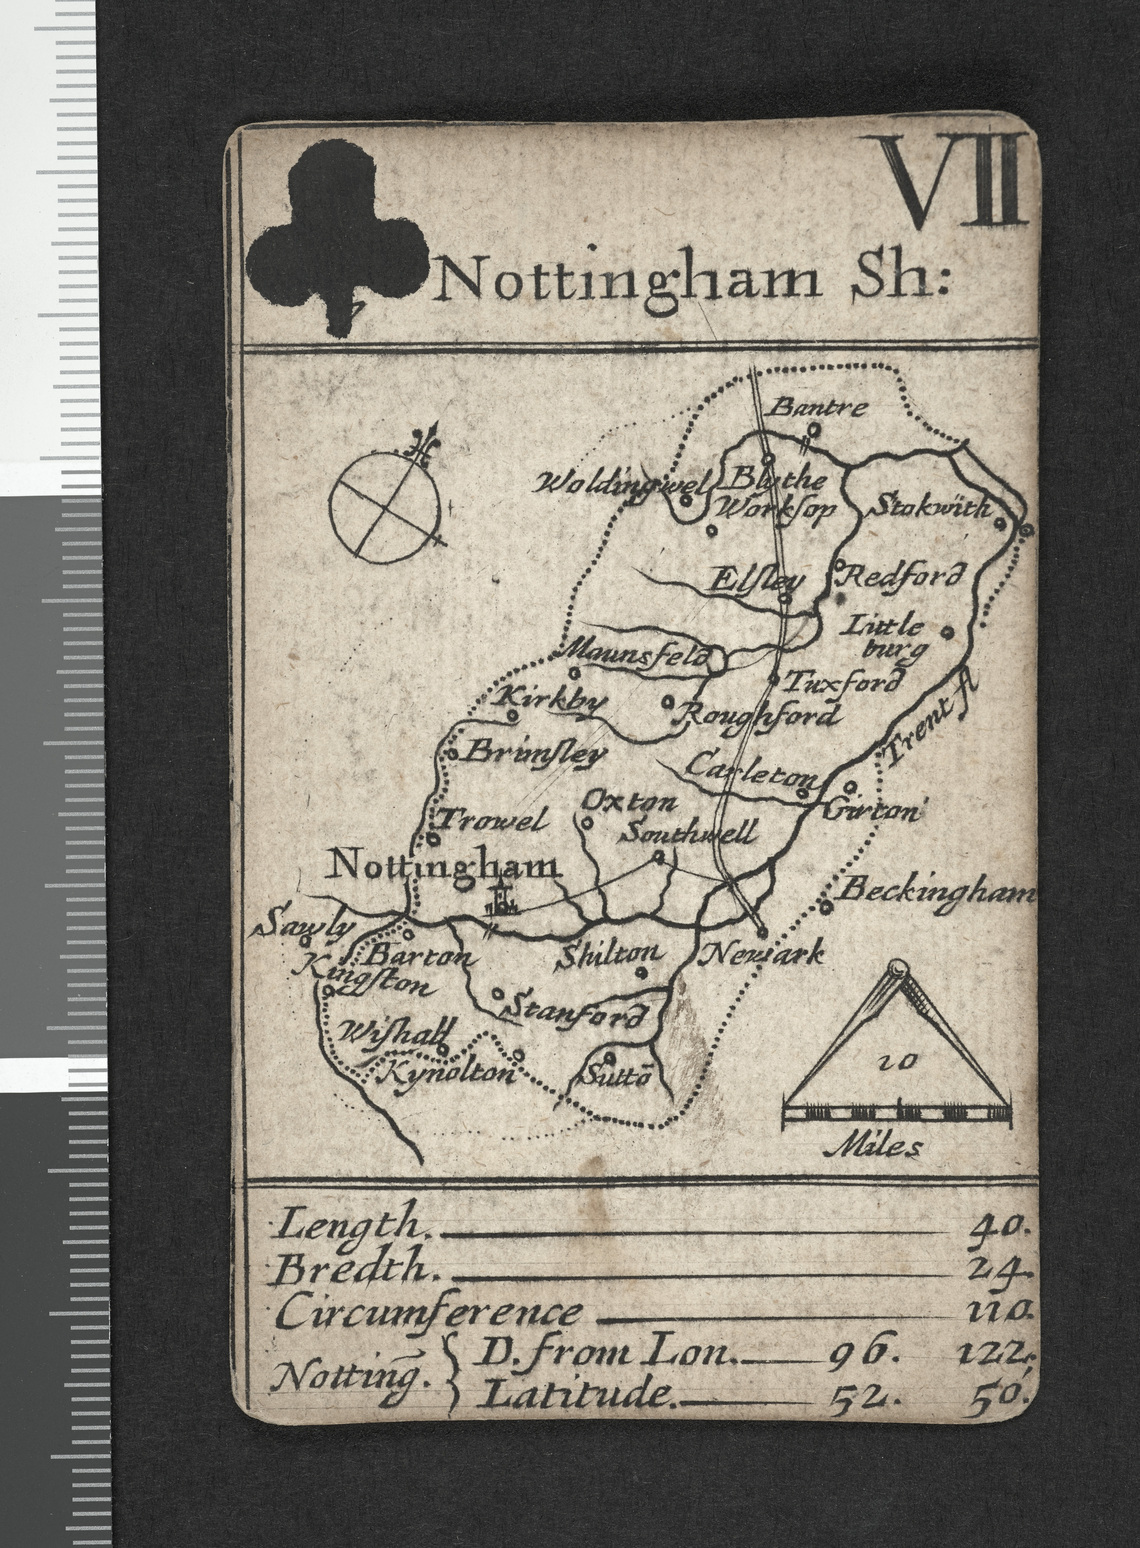 VII
Nottingham Sh:
Bantre
Woldingwel
Blythe
Worksop
Stokwith
Elsley
Redford
Little
burg
Maunsfeld
Tuxford
Kirkby
Roughford
Trent fl
Brimsley
Carleton
Oxton
Girton
Trowel
Southwell
Nottingham
Beckingham
Sawly
Barton
Shilton
Newark
Kingston
Stanford
Wishall
Kynolton
Suttō
10
Miles
Length. 40.
Bredth. 24.
Circumference 110.
Notting̃. { D. from Lon. 96. 122.
Latitude. 52. 50.